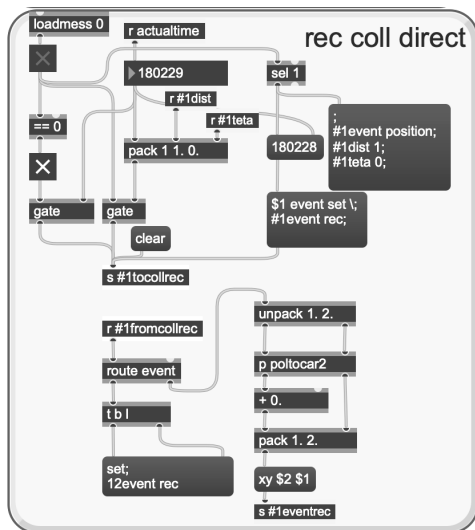 loadmess 0
r actualtime
rec coll direct
180229
sel 1
r #1dist
r #1teta
;
#1event position;
#1dist 1;
#1teta 0;
== 0
pack 1 1. 0.
180228
$1 event set \;
#1event rec;
gate
gate
clear
s #1tocollrec
unpack 1. 2.
r #1fromcollrec
route event
p poltocar2
+ 0.
t b l
pack 1. 2.
set;
12event rec
xy $2 $1
s #1eventrec